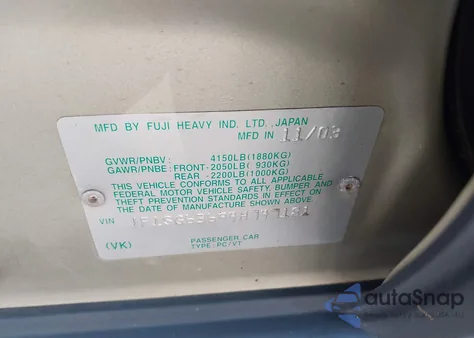 MFD BY FUJI HEAVY IND. LTD.,JAPAN
MFD IN 11/03
GVWR/PNBV: 4150LB(1880KG)
GAWR/PNBE: FRONT-2050LB( 930KG)
REAR -2200LB(1000KG)
THIS VEHICLE CONFORMS TO ALL APPLICABLE
FEDERAL MOTOR VEHICLE SAFETY, BUMPER, AND
THEFT PREVENTION STANDARDS IN EFFECT ON THE
DATE OF MANUFACTURE SHOWN ABOVE.
VIN
(VK) PASSENGER CAR
TYPE:PC/VT
autoSnap